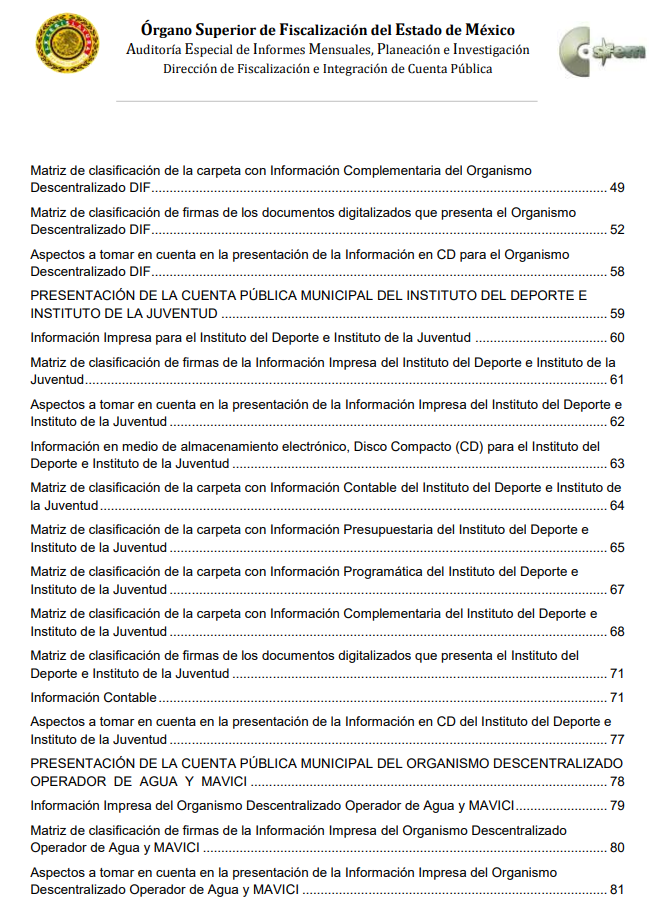 Órgano Superior de Fiscalización del Estado de México
Auditoría Especial de Informes Mensuales, Planeación e Investigación
Dirección de Fiscalización e Integración de Cuenta Pública
osfem
Matriz de clasificación de la carpeta con Información Complementaria del Organismo
Descentralizado DIF........................................................................................................................... 49
Matriz de clasificación de firmas de los documentos digitalizados que presenta el Organismo
Descentralizado DIF........................................................................................................................... 52
Aspectos a tomar en cuenta en la presentación de la Información en CD para el Organismo
Descentralizado DIF........................................................................................................................... 58
PRESENTACIÓN DE LA CUENTA PÚBLICA MUNICIPAL DEL INSTITUTO DEL DEPORTE E
INSTITUTO DE LA JUVENTUD ........................................................................................................ 59
Información Impresa para el Instituto del Deporte e Instituto de la Juventud ................................... 60
Matriz de clasificación de firmas de la Información Impresa del Instituto del Deporte e Instituto de la
Juventud............................................................................................................................................. 61
Aspectos a tomar en cuenta en la presentación de la Información Impresa del Instituto del Deporte e
Instituto de la Juventud ...................................................................................................................... 62
Información en medio de almacenamiento electrónico, Disco Compacto (CD) para el Instituto del
Deporte e Instituto de la Juventud ..................................................................................................... 63
Matriz de clasificación de la carpeta con Información Contable del Instituto del Deporte e Instituto de
la Juventud ......................................................................................................................................... 64
Matriz de clasificación de la carpeta con Información Presupuestaria del Instituto del Deporte e
Instituto de la Juventud ...................................................................................................................... 65
Matriz de clasificación de la carpeta con Información Programática del Instituto del Deporte e
Instituto de la Juventud ...................................................................................................................... 67
Matriz de clasificación de la carpeta con Información Complementaria del Instituto del Deporte e
Instituto de la Juventud ...................................................................................................................... 68
Matriz de clasificación de firmas de los documentos digitalizados que presenta el Instituto del
Deporte e Instituto de la Juventud ..................................................................................................... 71
Información Contable ......................................................................................................................... 71
Aspectos a tomar en cuenta en la presentación de la Información en CD del Instituto del Deporte e
Instituto de la Juventud ...................................................................................................................... 77
PRESENTACIÓN DE LA CUENTA PÚBLICA MUNICIPAL DEL ORGANISMO DESCENTRALIZADO
OPERADOR DE AGUA Y MAVICI ................................................................................................ 78
Información Impresa del Organismo Descentralizado Operador de Agua y MAVICI......................... 79
Matriz de clasificación de firmas de la Información Impresa del Organismo Descentralizado
Operador de Agua y MAVICI ............................................................................................................. 80
Aspectos a tomar en cuenta en la presentación de la Información Impresa del Organismo
Descentralizado Operador de Agua y MAVICI .................................................................................. 81